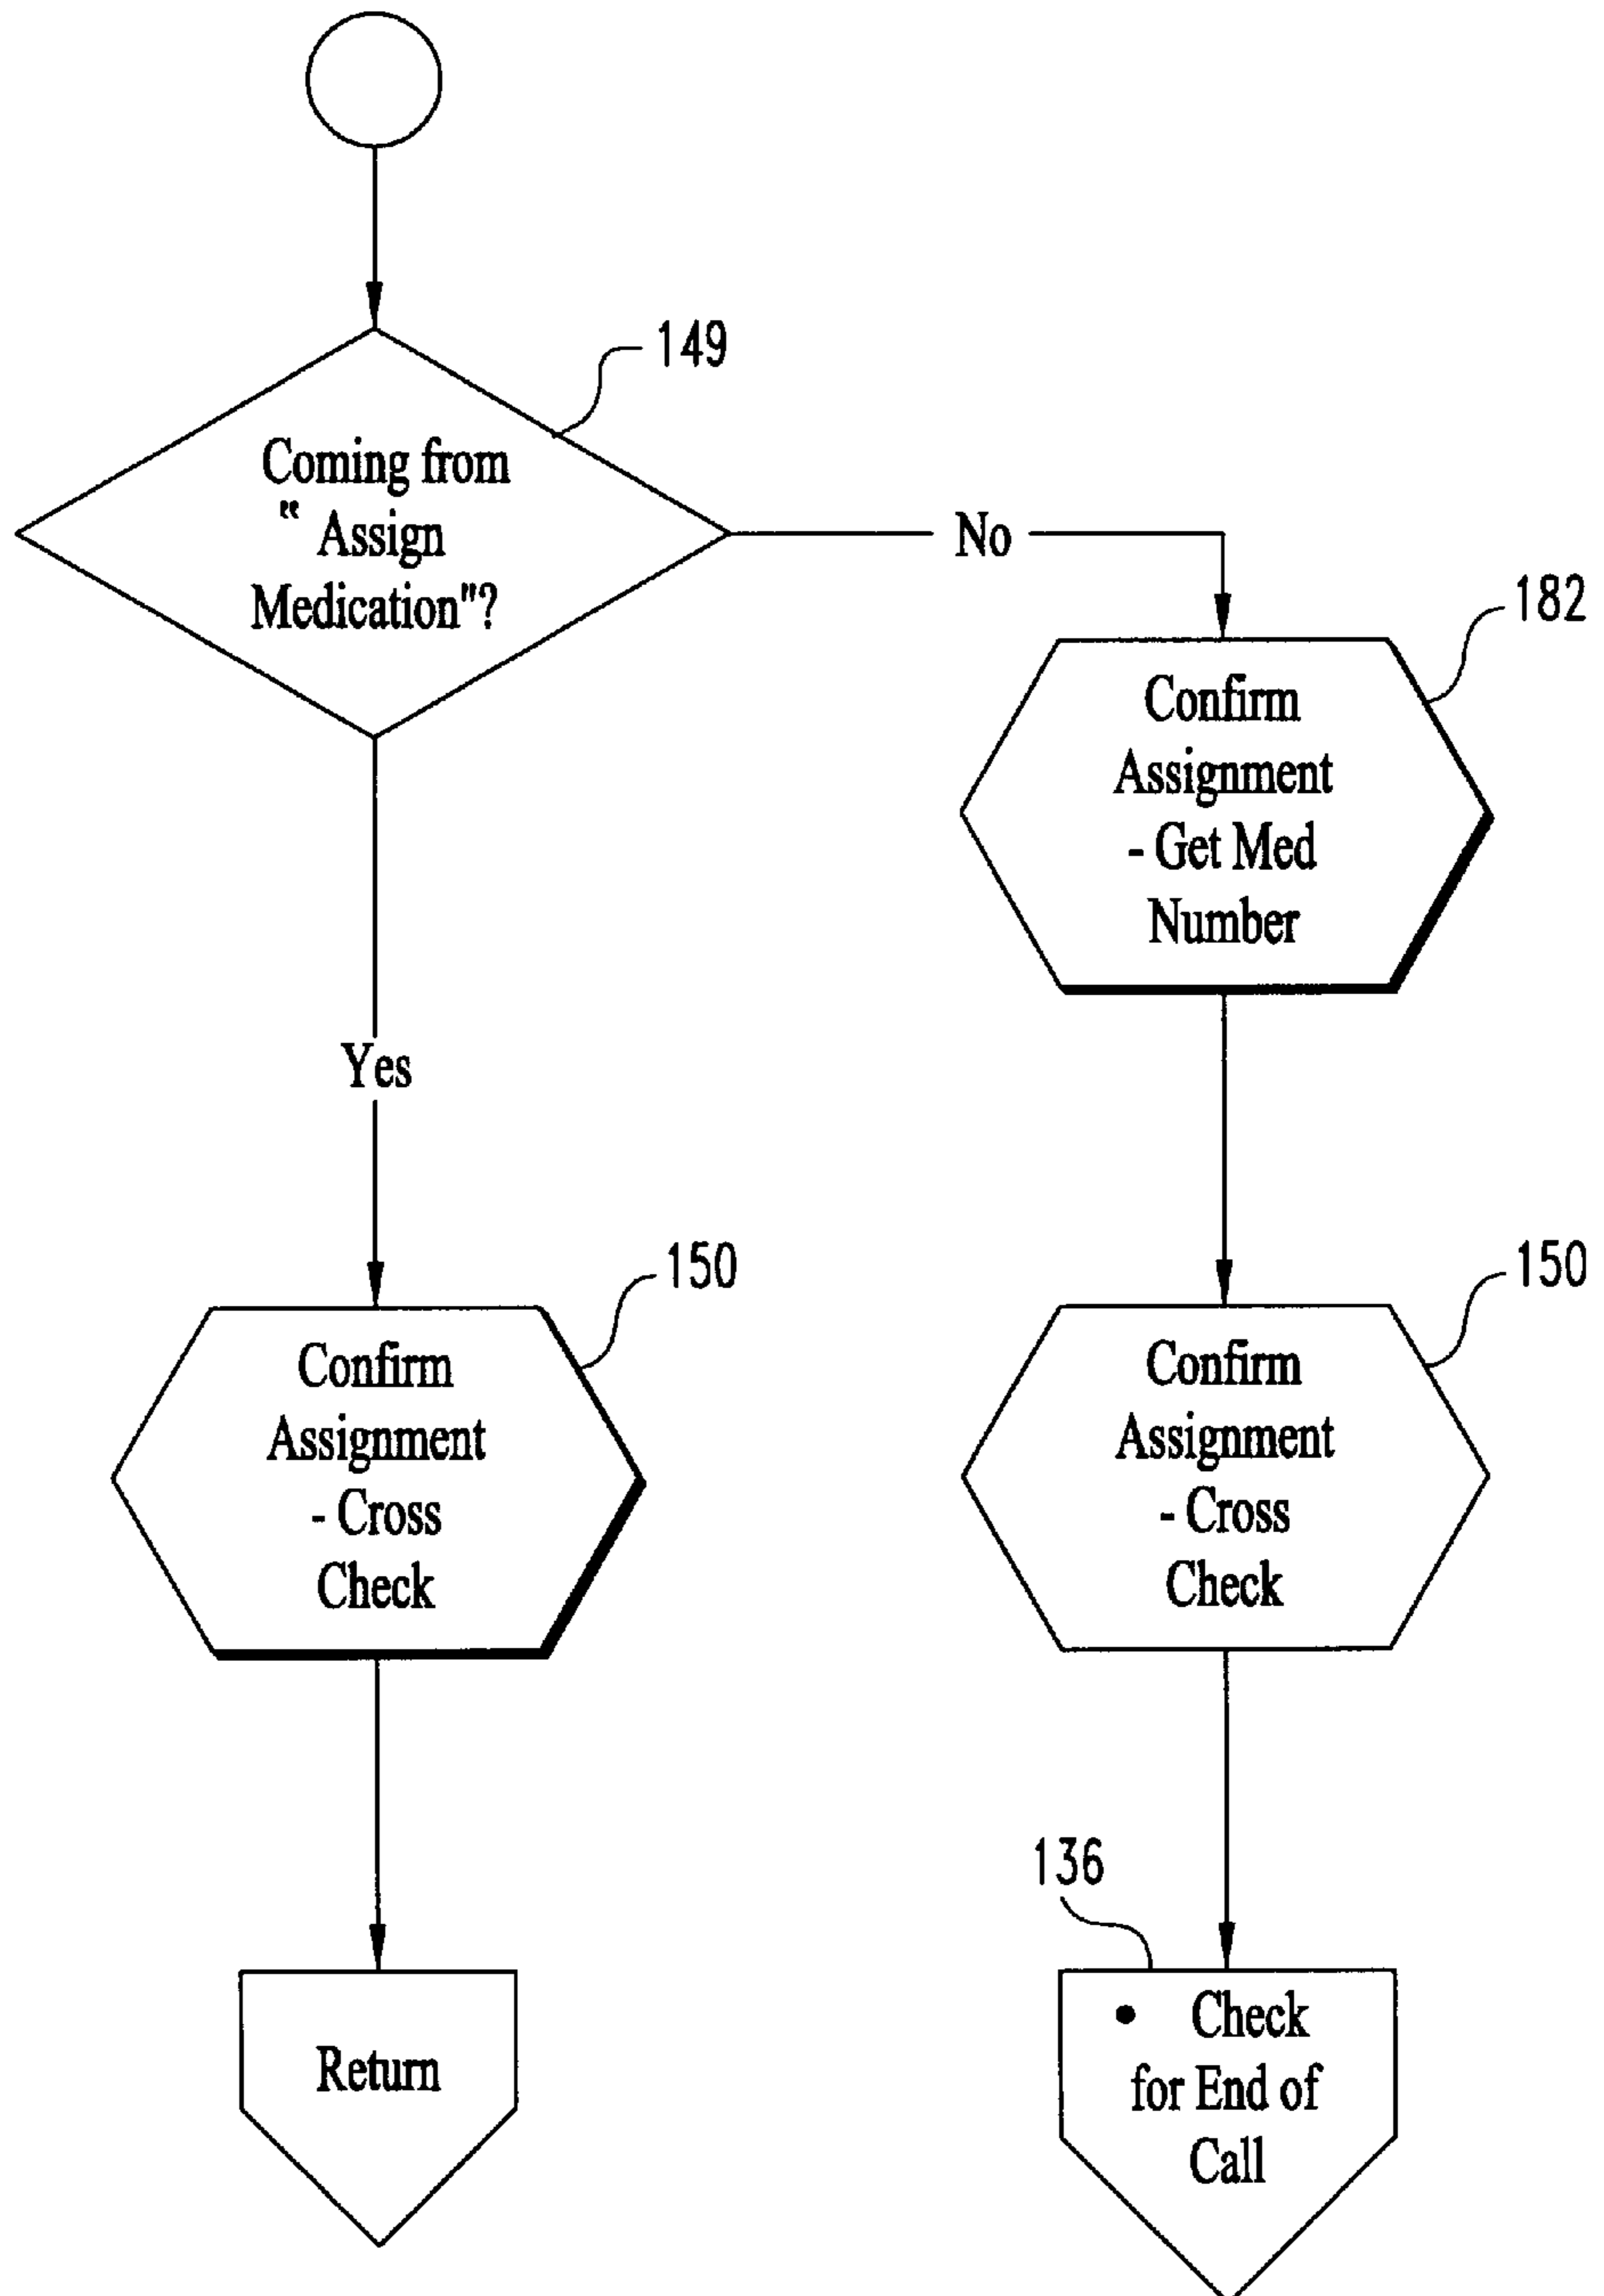 149
Coming from
" Assign
Medication"?
No
182
Confirm
Assignment
- Get Med
Number
Yes
150
Confirm
Assignment
- Cross
Check
150
Confirm
Assignment
- Cross
Check
Return
136
• Check
for End of
Call